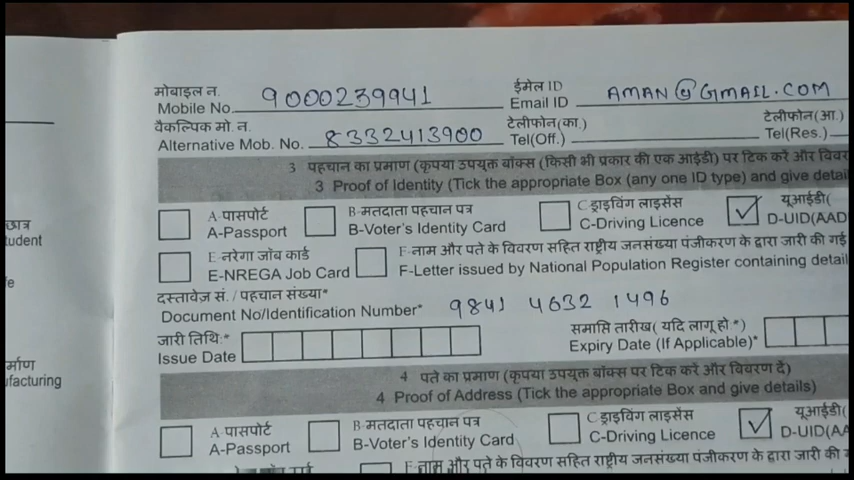 मोबाइल न. ईमेल ID
Mobile No. 9000239941 Email ID AMAN@GMAIL.COM
वैकल्पिक मो. न. टेलीफोन(का.) टेलीफोन(आ.)
Alternative Mob. No. 8332413900 Tel(Off.) Tel(Res.)
3 पहचान का प्रमाण (कृपया उपयुक्त बॉक्स (किसी भी प्रकार की एक आईडी) पर टिक करें और विवर
3 Proof of Identity (Tick the appropriate Box (any one ID type) and give detai
A-पासपोर्ट B-मतदाता पहचान पत्र C-ड्राइविंग लाइसेंस यूआईडी(
A-Passport B-Voter's Identity Card C-Driving Licence D-UID(AAD
छात्र
tudent
E-नरेगा जॉब कार्ड F-नाम और पते के विवरण सहित राष्ट्रीय जनसंख्या पंजीकरण के द्वारा जारी की गई
E-NREGA Job Card F-Letter issued by National Population Register containing detail
दस्तावेज़ सं. / पहचान संख्या*
Document No/Identification Number* 9841 4632 1496
जारी तिथि:* समाप्ति तारीख( यदि लागू हो.*)
Issue Date Expiry Date (If Applicable)*
र्माण
ufacturing
4 पते का प्रमाण (कृपया उपयुक्त बॉक्स पर टिक करें और विवरण दें)
4 Proof of Address (Tick the appropriate Box and give details)
A-पासपोर्ट B-मतदाता पहचान पत्र C-ड्राइविंग लाइसेंस यूआईडी(
A-Passport B-Voter's Identity Card C-Driving Licence D-UID(AA
F-नाम और पते के विवरण सहित राष्ट्रीय जनसंख्या पंजीकरण के द्वारा जारी की